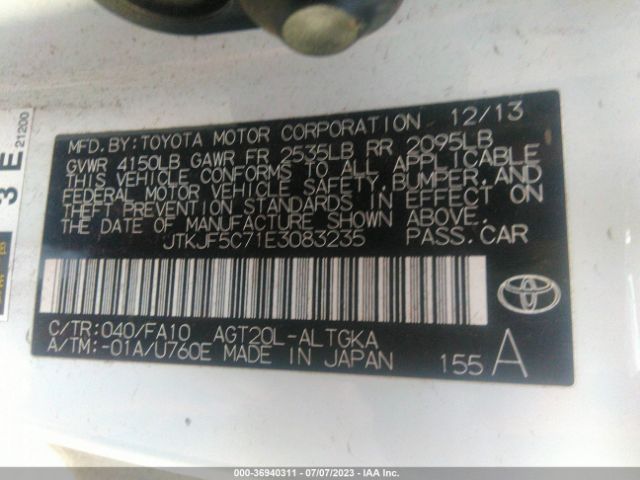 MFD. BY: TOYOTA MOTOR CORPORATION 12/13
GVWR 4150LB GAWR FR 2535LB RR 2095LB
THIS VEHICLE CONFORMS TO ALL APPLICABLE
FEDERAL MOTOR VEHICLE SAFETY, BUMPER, AND
THEFT PREVENTION STANDARDS IN EFFECT ON
THE DATE OF MANUFACTURE SHOWN ABOVE.
JTKJF5C71E3083235 PASS. CAR
C/TR: 040/FA10 AGT20L-ALTGKA
A/TM: -01A/U760E MADE IN JAPAN
155 A
3 E
21200
000-36940311 - 07/07/2023 - IAA Inc.